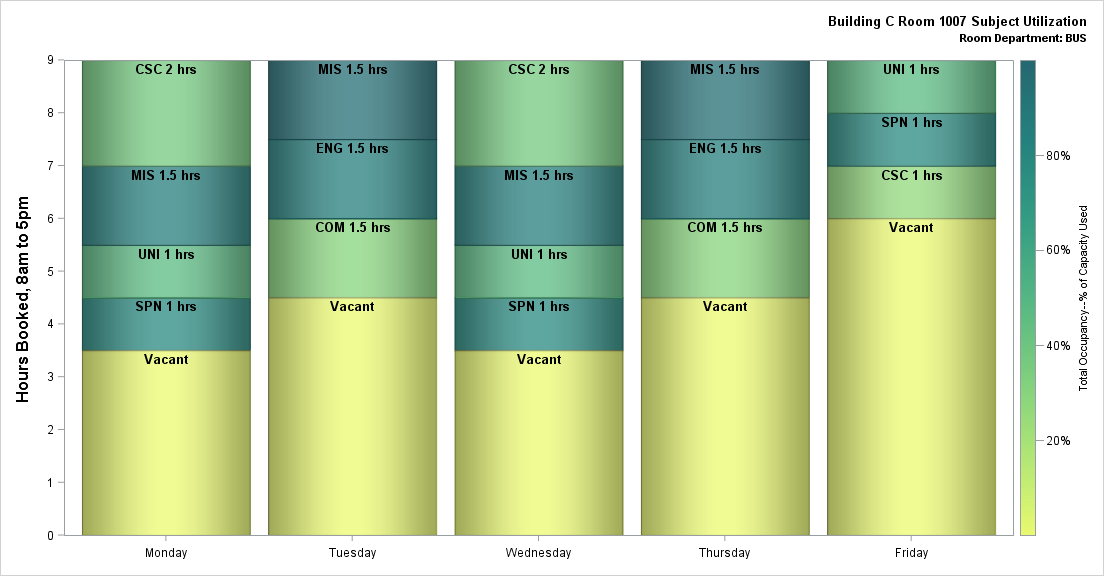 Building C Room 1007 Subject Utilization
Room Department: BUS
Hours Booked, 8am to 5pm
9
8
7
6
5
4
3
2
1
0
CSC 2 hrs
MIS 1.5 hrs
UNI 1 hrs
SPN 1 hrs
Vacant
MIS 1.5 hrs
ENG 1.5 hrs
COM 1.5 hrs
Vacant
CSC 2 hrs
MIS 1.5 hrs
UNI 1 hrs
SPN 1 hrs
Vacant
MIS 1.5 hrs
ENG 1.5 hrs
COM 1.5 hrs
Vacant
UNI 1 hrs
SPN 1 hrs
CSC 1 hrs
Vacant
Monday
Tuesday
Wednesday
Thursday
Friday
80%
60%
40%
20%
Total Occupancy--% of Capacity Used